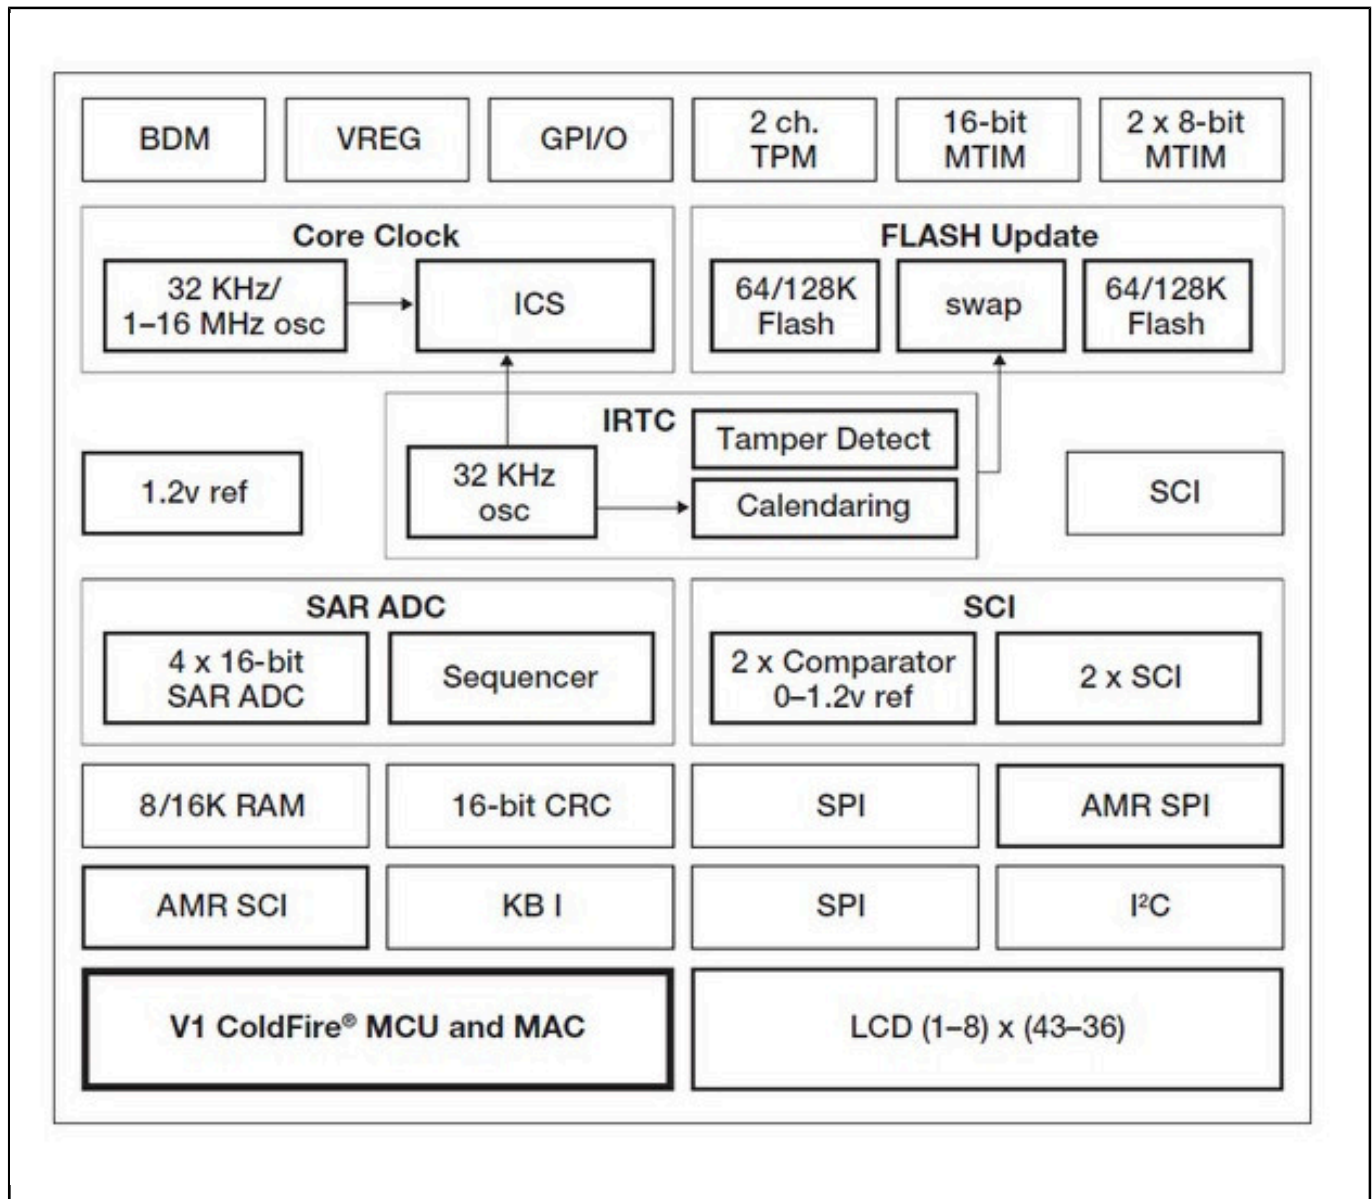 BDM
VREG
GPI/O
2 ch.
TPM
16-bit
MTIM
2 x 8-bit
MTIM
Core Clock
32 KHz/
1–16 MHz osc
ICS
FLASH Update
64/128K
Flash
swap
64/128K
Flash
1.2v ref
IRTC
32 KHz
osc
Tamper Detect
Calendaring
SCI
SAR ADC
4 x 16-bit
SAR ADC
Sequencer
SCI
2 x Comparator
0–1.2v ref
2 x SCI
8/16K RAM
16-bit CRC
SPI
AMR SPI
AMR SCI
KB I
SPI
I²C
V1 ColdFire® MCU and MAC
LCD (1–8) x (43–36)